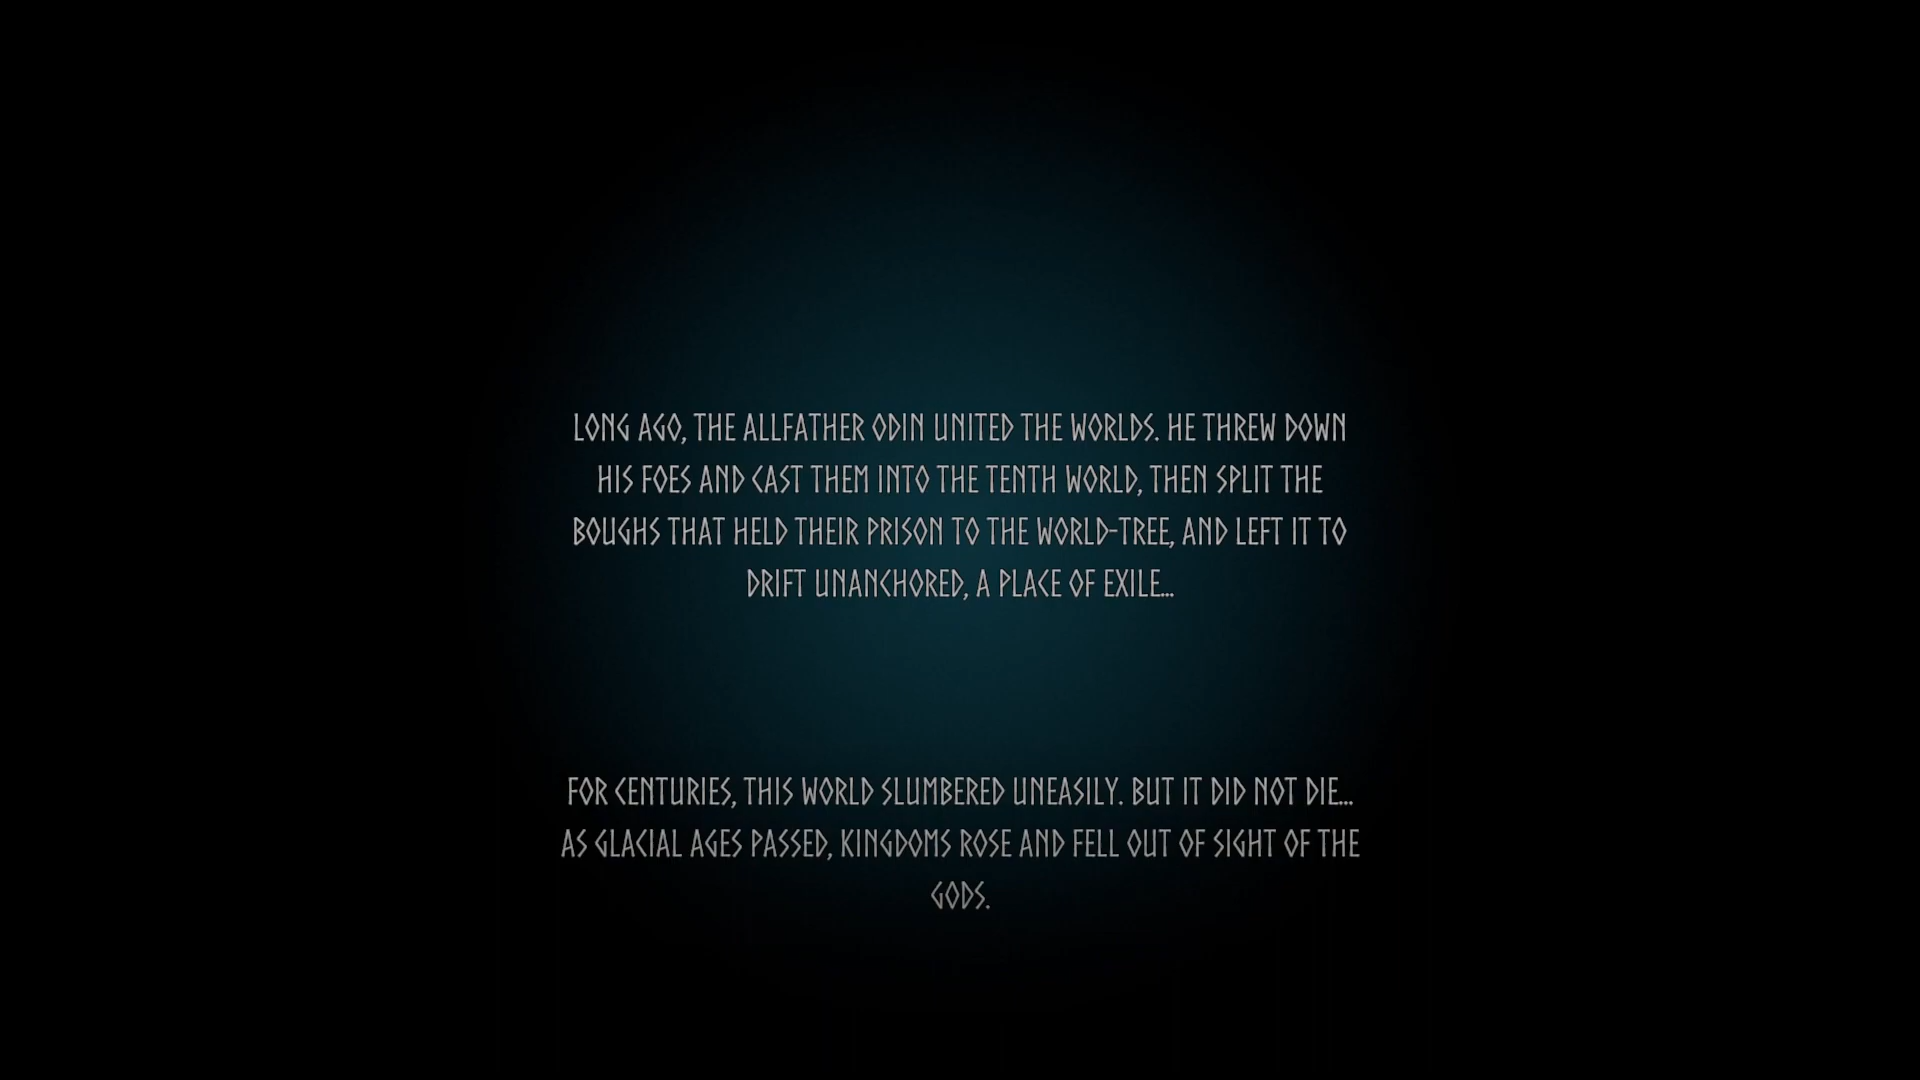 LONG AGO, THE ALLFATHER ODIN UNITED THE WORLDS. HE THREW DOWN
HIS FOES AND CAST THEM INTO THE TENTH WORLD, THEN SPLIT THE
BOUGHS THAT HELD THEIR PRISON TO THE WORLD-TREE, AND LEFT IT TO
DRIFT UNANCHORED, A PLACE OF EXILE...
FOR CENTURIES, THIS WORLD SLUMBERED UNEASILY. BUT IT DID NOT DIE...
AS GLACIAL AGES PASSED, KINGDOMS ROSE AND FELL OUT OF SIGHT OF THE
GODS.